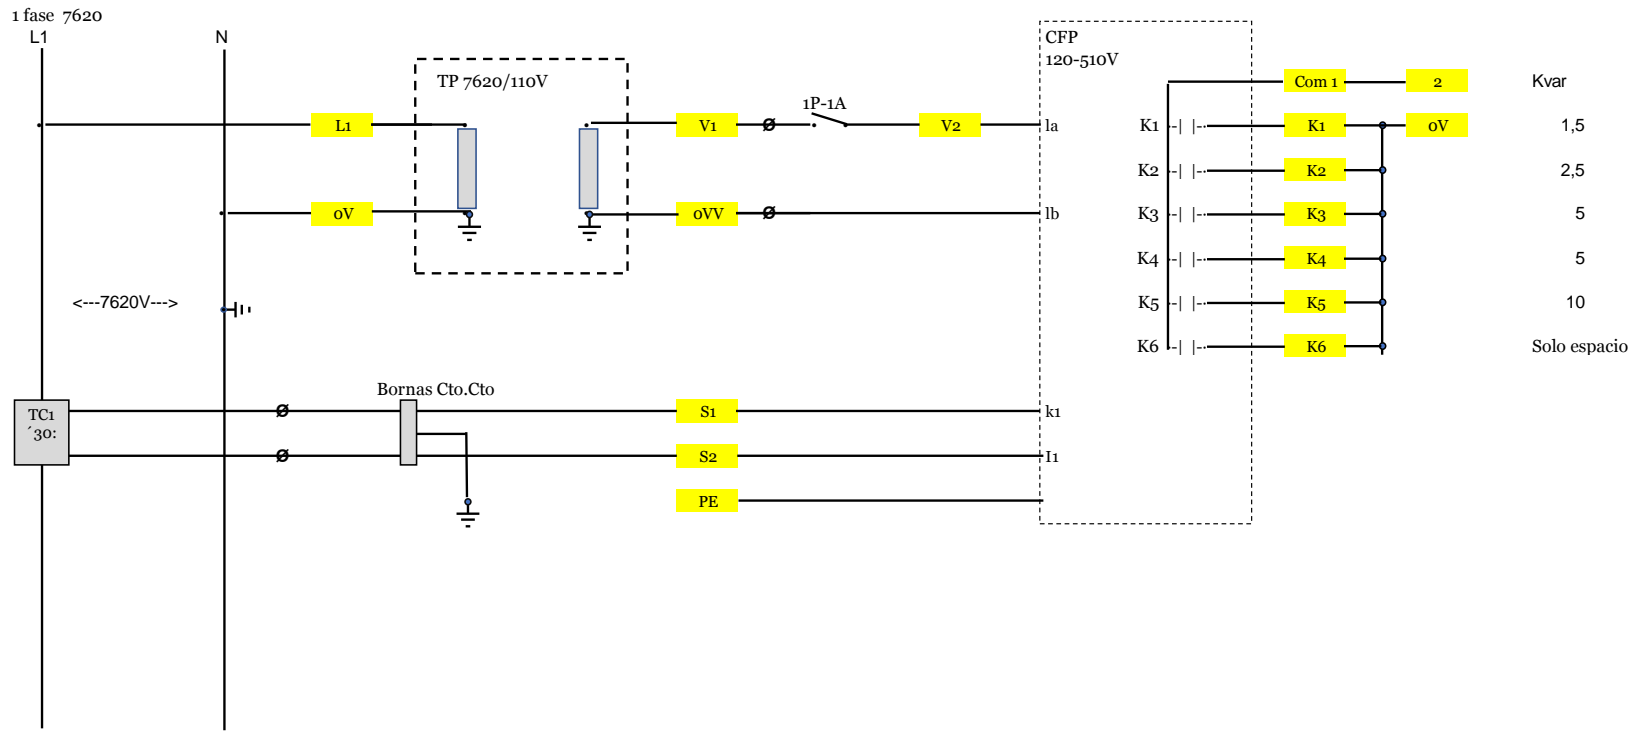 1 fase 7620
L1
N
CFP
120-510V
TP 7620/110V
Com 1
2
Kvar
1P-1A
L1
V1
V2
Ia
K1
-| |-
K1
0V
1,5
K2
-| |-
K2
2,5
0V
0VV
Ib
K3
-| |-
K3
5
K4
-| |-
K4
5
<---7620V--->
K5
-| |-
K5
10
K6
-| |-
K6
Solo espacio
Bornas Cto.Cto
TC1
´30:
S1
k1
S2
I1
PE